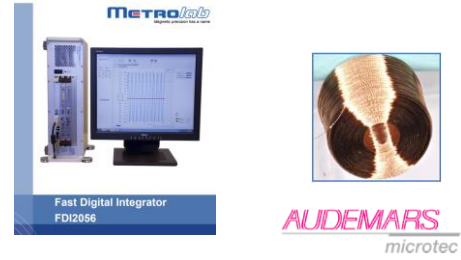 METROlab
Magnetic precision has a name
Fast Digital Integrator
FDI2056
AUDEMARS
microtec